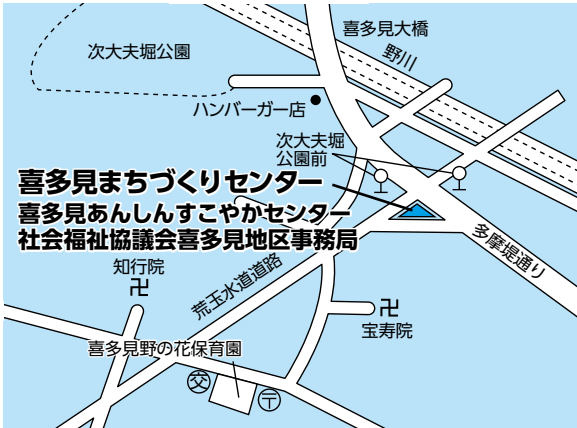 喜多見大橋
野川
次大夫堀公園
ハンバーガー店
次大夫堀
公園前
喜多見まちづくりセンター
喜多見あんしんすこやかセンター
社会福祉協議会喜多見地区事務局
多摩堤通り
知行院
卍
荒玉水道道路
卍
宝寿院
喜多見野の花保育園
交
〒